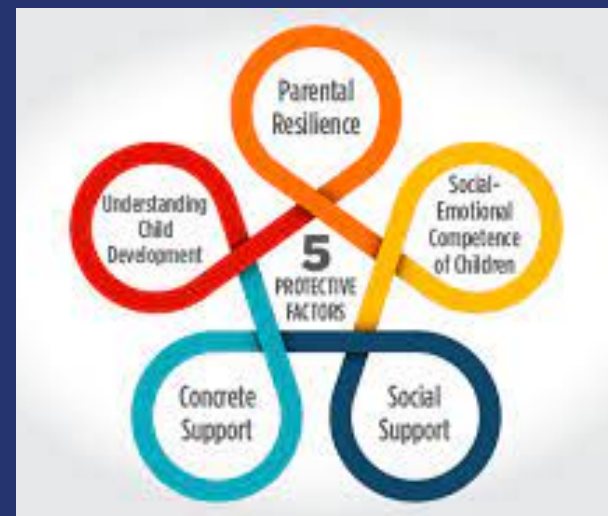 Parental
Resilience
Understanding
Child
Development
Social-
Emotional
Competence
of Children
5
PROTECTIVE
FACTORS
Concrete
Support
Social
Support